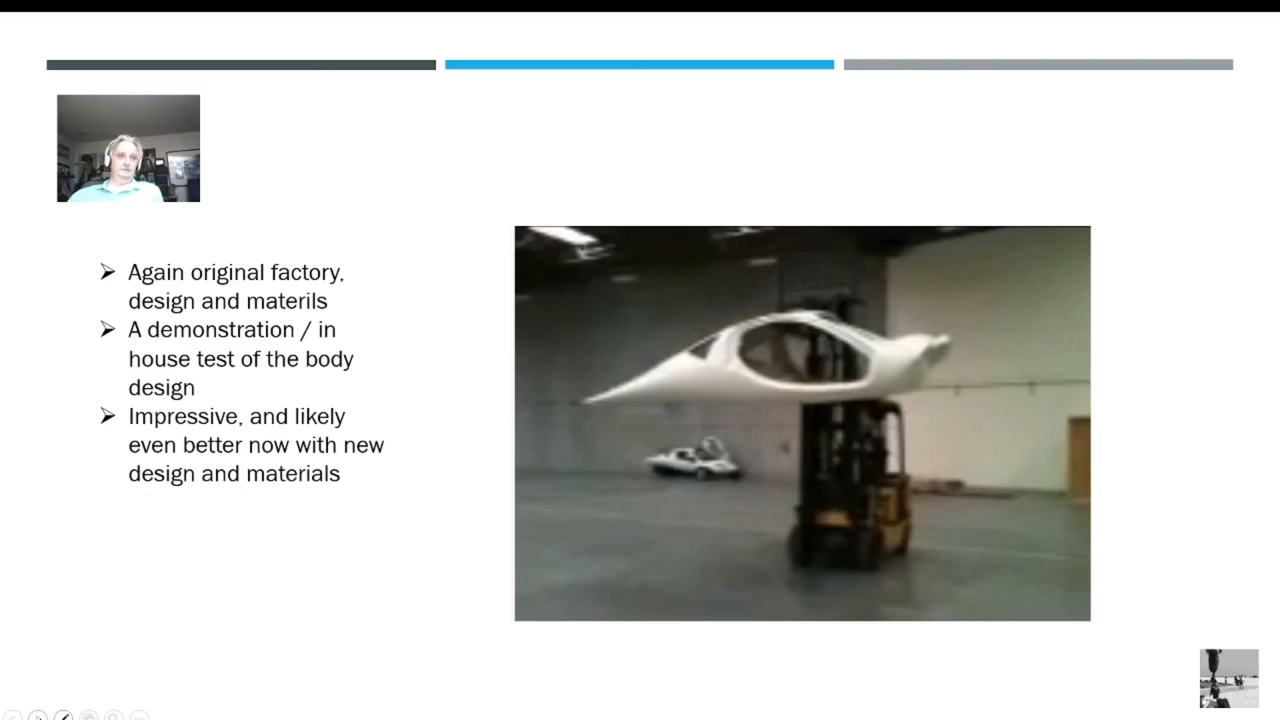 Again original factory,
design and materils
A demonstration / in
house test of the body
design
Impressive, and likely
even better now with new
design and materials